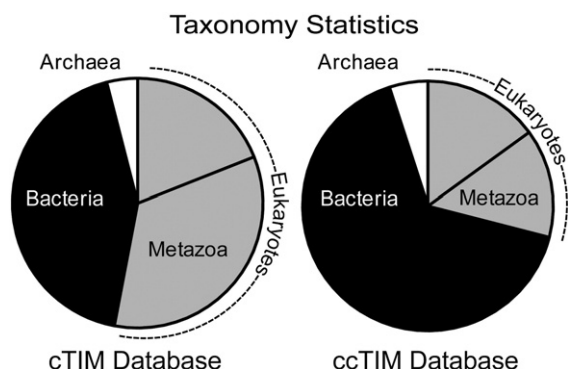 Taxonomy Statistics
Archaea
Bacteria
Metazoa
Eukaryotes
cTIM Database
Archaea
Bacteria
Metazoa
Eukaryotes
ccTIM Database